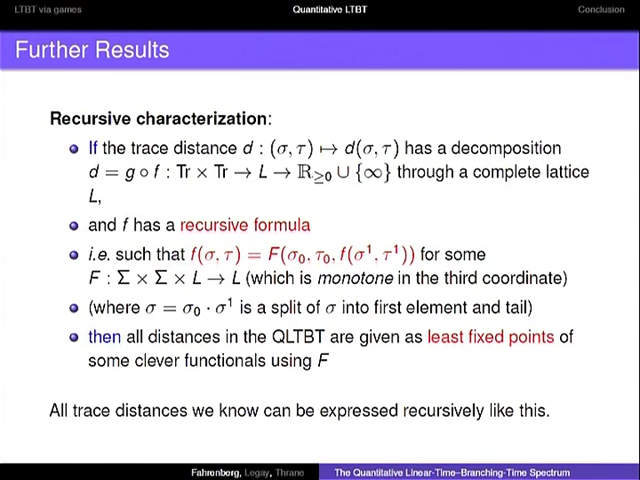 LTBT via games Quantitative LTBT Conclusion
Further Results
Recursive characterization:
If the trace distance d : (σ, τ) ↦ d(σ, τ) has a decomposition
d = g ∘ f : Tr × Tr → L → ℝ≥0 ∪ {∞} through a complete lattice
L,
and f has a recursive formula
i.e. such that f(σ, τ) = F(σ₀, τ₀, f(σ¹, τ¹)) for some
F : Σ × Σ × L → L (which is monotone in the third coordinate)
(where σ = σ₀ · σ¹ is a split of σ into first element and tail)
then all distances in the QLTBT are given as least fixed points of
some clever functionals using F
All trace distances we know can be expressed recursively like this.
Fahrenberg, Legay, Thrane The Quantitative Linear-Time–Branching-Time Spectrum